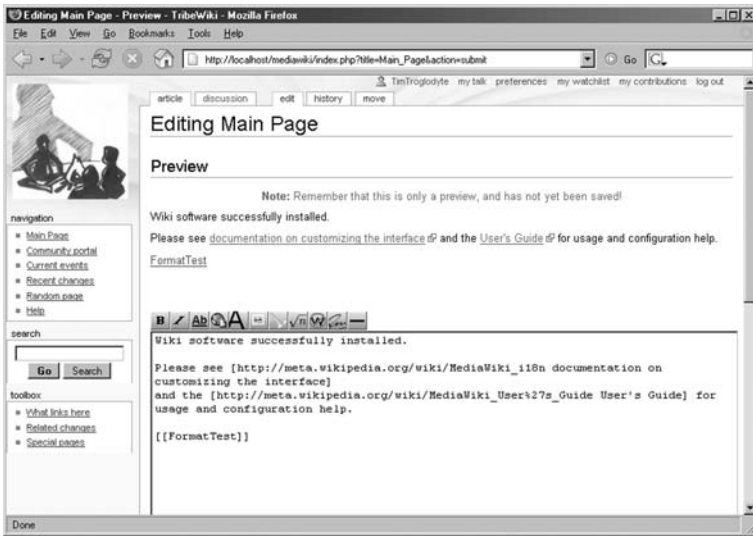 Editing Main Page - Preview - TribeWiki - Mozilla Firefox
File Edit View Go Bookmarks Tools Help
http://localhost/mediawiki/index.php?title=Main_Page&action=submit Go G
TimTroglodyte my talk preferences my watchlist my contributions log out
article discussion edit history move
Editing Main Page
Preview
Note: Remember that this is only a preview, and has not yet been saved!
Wiki software successfully installed.
Please see documentation on customizing the interface and the User's Guide for usage and configuration help.
FormatTest
navigation
Main Page
Community portal
Current events
Recent changes
Random page
Help
search
Go Search
toolbox
What links here
Related changes
Special pages
B I Ab A √n W
Wiki software successfully installed.
Please see [http://meta.wikipedia.org/wiki/MediaWiki_i18n documentation on
customizing the interface]
and the [http://meta.wikipedia.org/wiki/MediaWiki_User%27s_Guide User's Guide] for
usage and configuration help.
[[FormatTest]]
Done